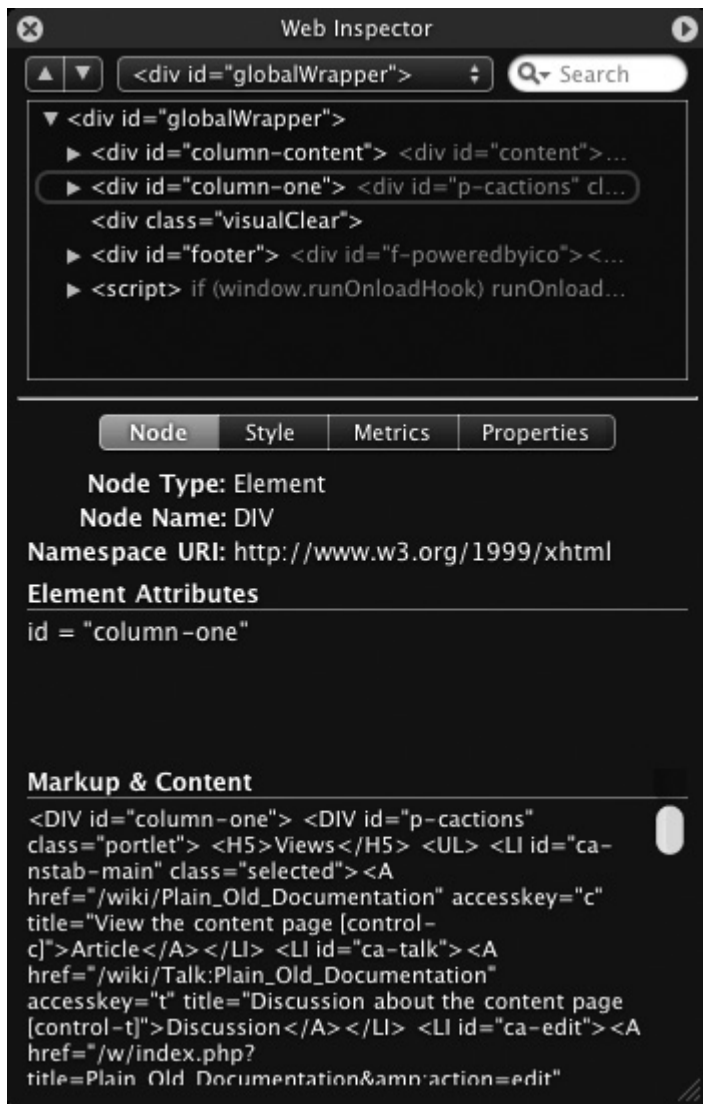 Web Inspector
<div id="globalWrapper"> Search
<div id="globalWrapper">
<div id="column-content"> <div id="content">...
<div id="column-one"> <div id="p-cactions" cl...
<div class="visualClear">
<div id="footer"> <div id="f-poweredbyico"><...
<script> if (window.runOnloadHook) runOnload...
Node Style Metrics Properties
Node Type: Element
Node Name: DIV
Namespace URI: http://www.w3.org/1999/xhtml
Element Attributes
id = "column-one"
Markup & Content
<DIV id="column-one"> <DIV id="p-cactions"
class="portlet"> <H5>Views</H5> <UL> <LI id="ca-
nstab-main" class="selected"><A
href="/wiki/Plain_Old_Documentation" accesskey="c"
title="View the content page [control-
c]">Article</A></LI> <LI id="ca-talk"><A
href="/wiki/Talk:Plain_Old_Documentation"
accesskey="t" title="Discussion about the content page
[control-t]">Discussion</A></LI> <LI id="ca-edit"><A
href="/w/index.php?
title=Plain_Old_Documentation&amp;action=edit"